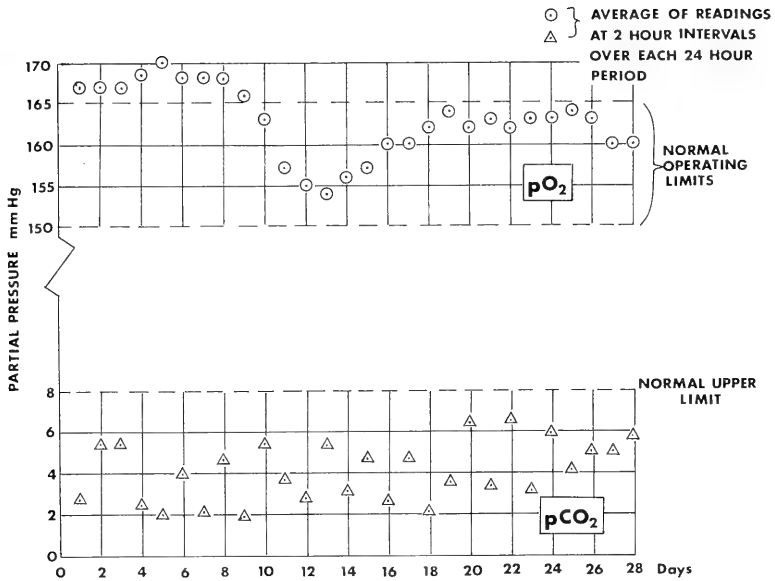 AVERAGE OF READINGS
AT 2 HOUR INTERVALS
OVER EACH 24 HOUR
PERIOD
170
165
160
155
150
NORMAL
OPERATING
LIMITS
pO₂
PARTIAL PRESSURE mm Hg
NORMAL UPPER
LIMIT
8
6
4
2
0
pCO₂
0 2 4 6 8 10 12 14 16 18 20 22 24 26 28 Days